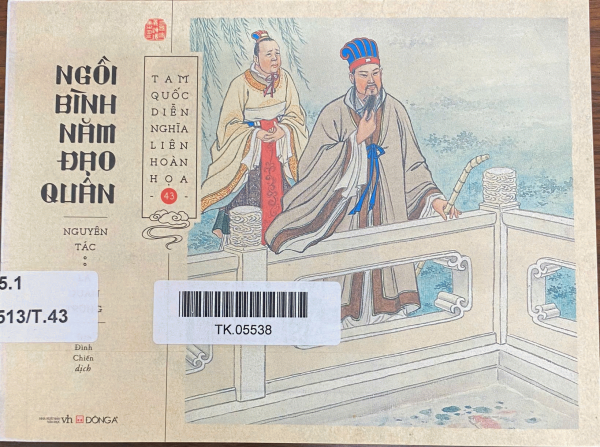 NGỒI
BÌNH
NĂM
ĐẠO
QUÂN
TAM
QUỐC
DIỄN
NGHĨA
LIÊN
HOÀN
HỌA
- 43 -
NGUYÊN
TÁC
5.1
513/T.43
TK.05538
Đình
Chiến
dịch
vh
ĐÔNG A